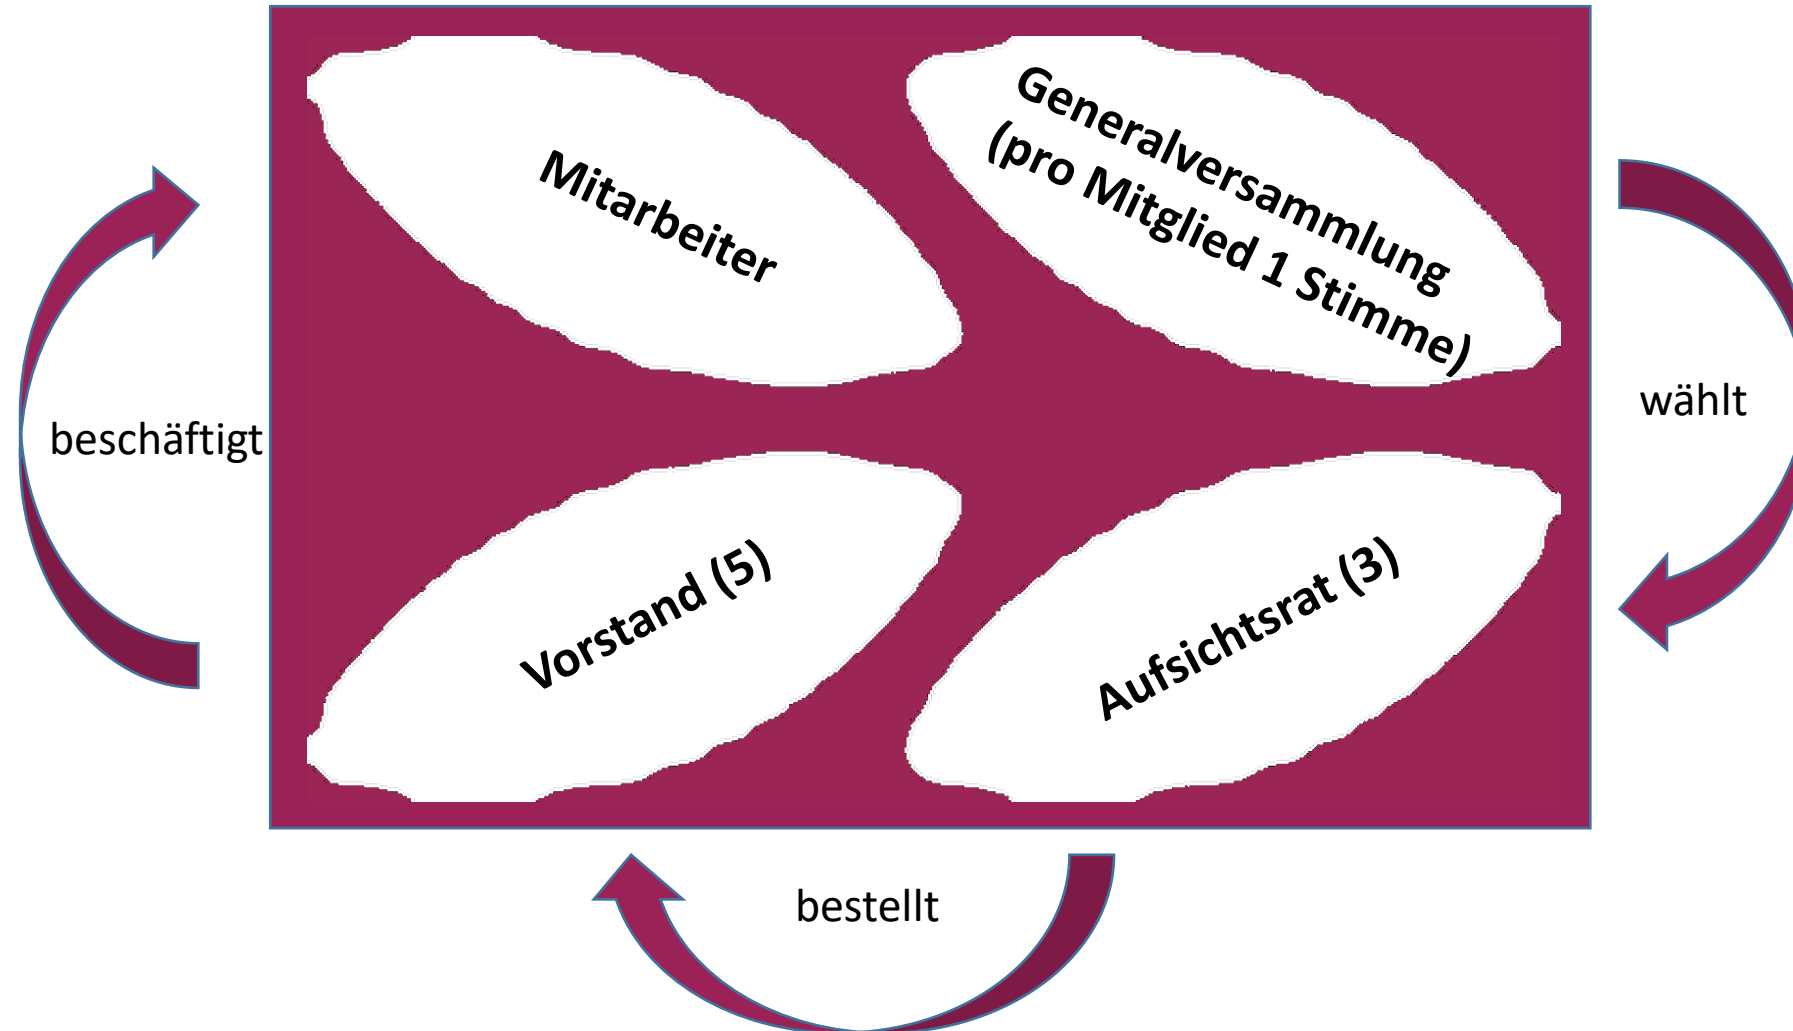 Mitarbeiter
Generalversammlung
(pro Mitglied 1 Stimme)
beschäftigt
wählt
Vorstand (5)
Aufsichtsrat (3)
bestellt